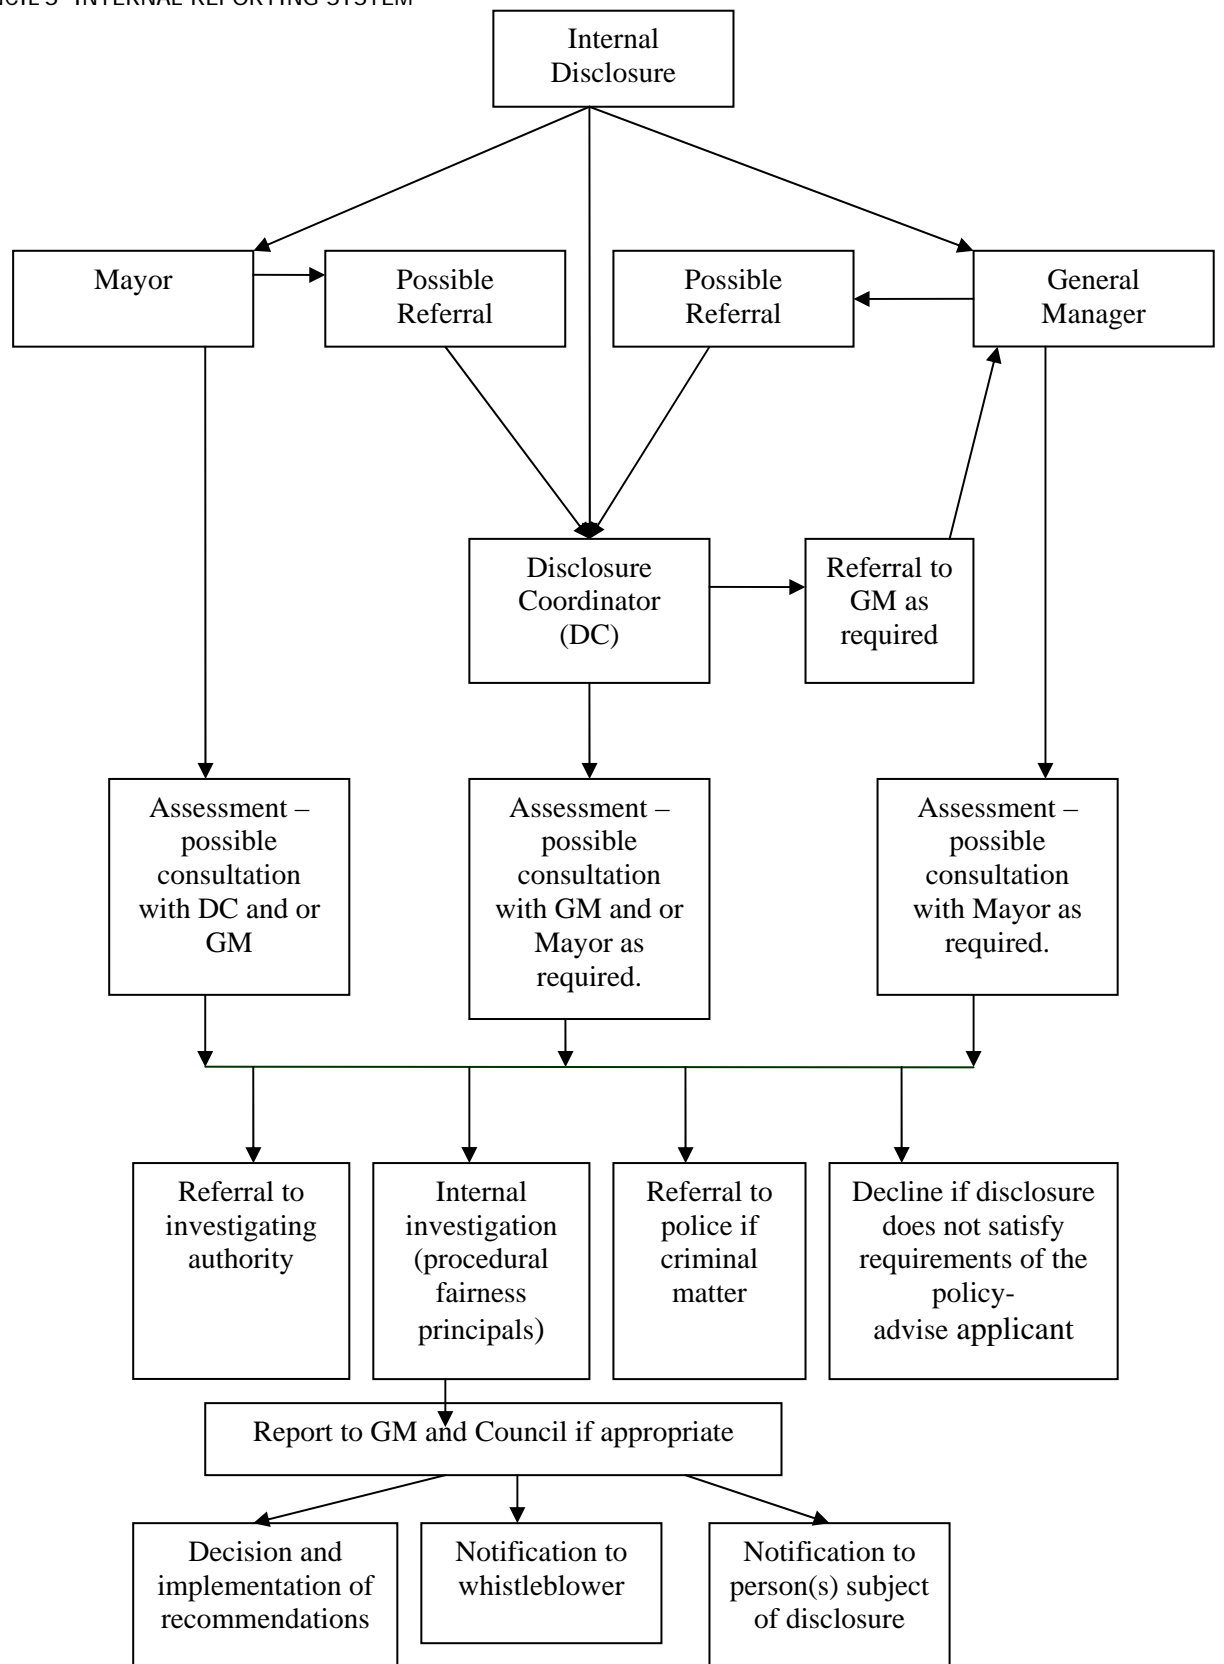 INTERNAL REPORTING SYSTEM
Internal
Disclosure
Mayor
Possible
Referral
Possible
Referral
General
Manager
Disclosure
Coordinator
(DC)
Referral to
GM as
required
Assessment –
possible
consultation
with DC and or
GM
Assessment –
possible
consultation
with GM and or
Mayor as
required.
Assessment –
possible
consultation
with Mayor as
required.
Referral to
investigating
authority
Internal
investigation
(procedural
fairness
principals)
Referral to
police if
criminal
matter
Decline if disclosure
does not satisfy
requirements of the
policy-
advise applicant
Report to GM and Council if appropriate
Decision and
implementation of
recommendations
Notification to
whistleblower
Notification to
person(s) subject
of disclosure